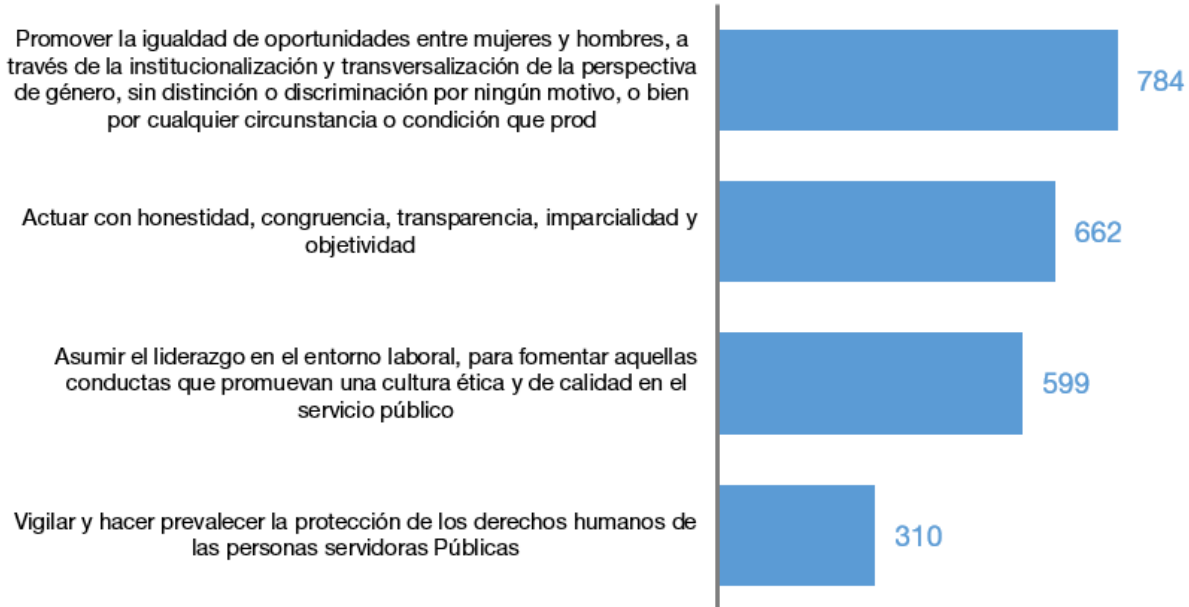 Promover la igualdad de oportunidades entre mujeres y hombres, a
través de la institucionalización y transversalización de la perspectiva
de género, sin distinción o discriminación por ningún motivo, o bien
por cualquier circunstancia o condición que prod
784
Actuar con honestidad, congruencia, transparencia, imparcialidad y
objetividad
662
Asumir el liderazgo en el entorno laboral, para fomentar aquellas
conductas que promuevan una cultura ética y de calidad en el
servicio público
599
Vigilar y hacer prevalecer la protección de los derechos humanos de
las personas servidoras Públicas
310